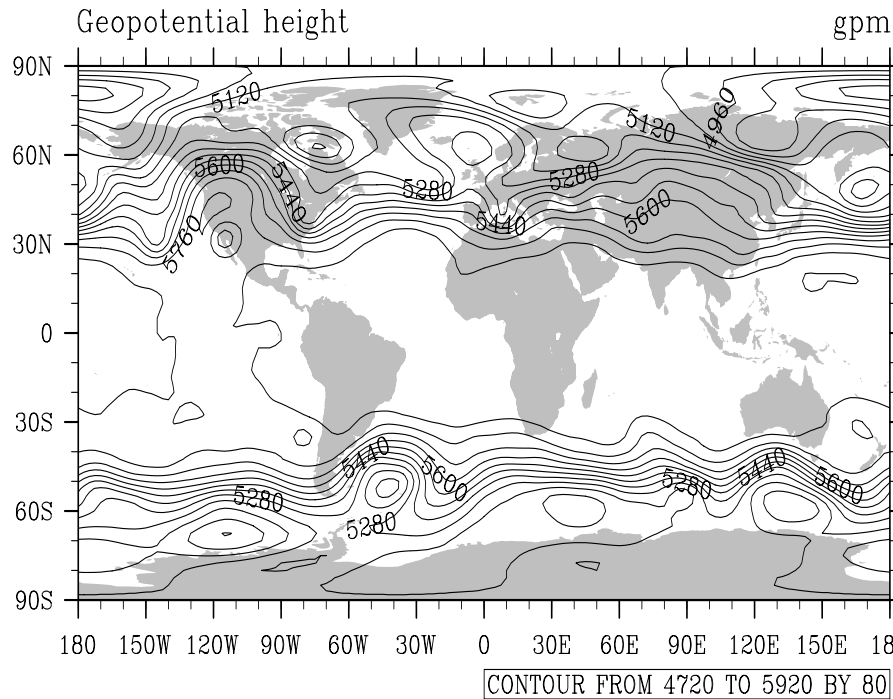 Geopotential height gpm
90N
5120 5120 4960
60N
5600 5440 5280 5280 5600
5440
5760
30N
0
30S
5440 5600 5280 5440 5600
5280
60S
5280
90S
180 150W 120W 90W 60W 30W 0 30E 60E 90E 120E 150E 18
CONTOUR FROM 4720 TO 5920 BY 80